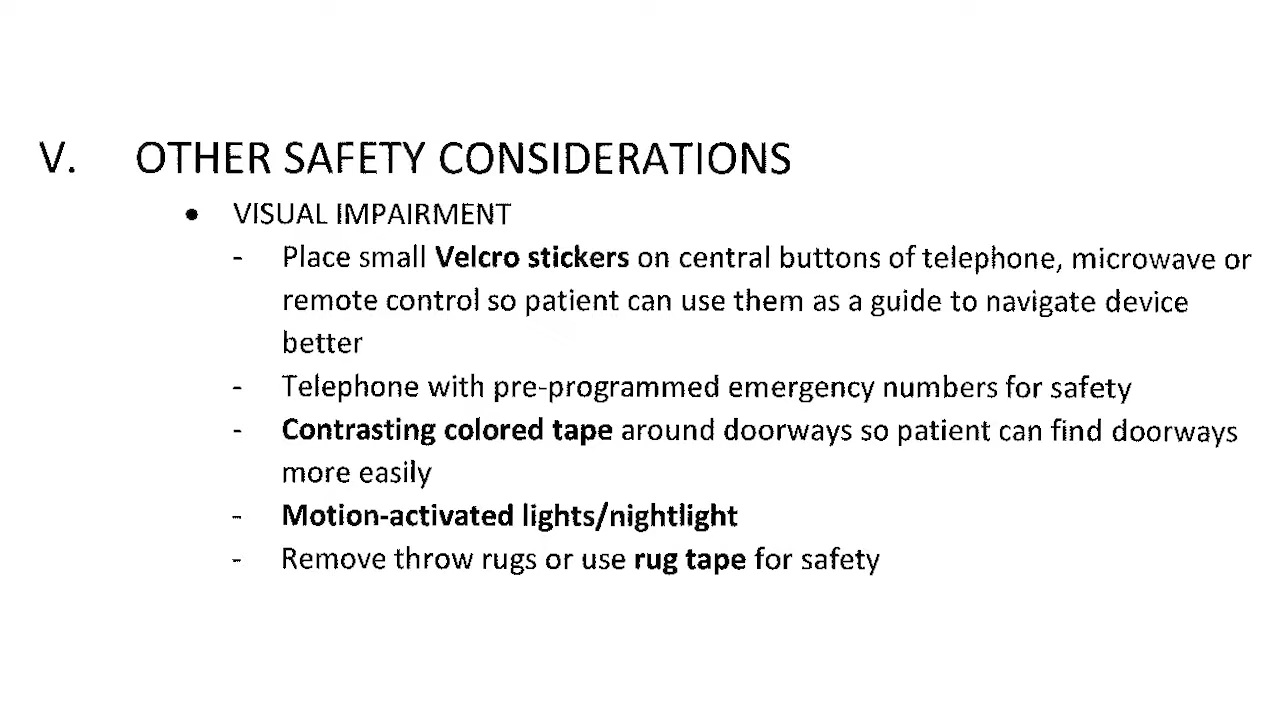 V. OTHER SAFETY CONSIDERATIONS
• VISUAL IMPAIRMENT
- Place small Velcro stickers on central buttons of telephone, microwave or
remote control so patient can use them as a guide to navigate device
better
- Telephone with pre-programmed emergency numbers for safety
- Contrasting colored tape around doorways so patient can find doorways
more easily
- Motion-activated lights/nightlight
- Remove throw rugs or use rug tape for safety